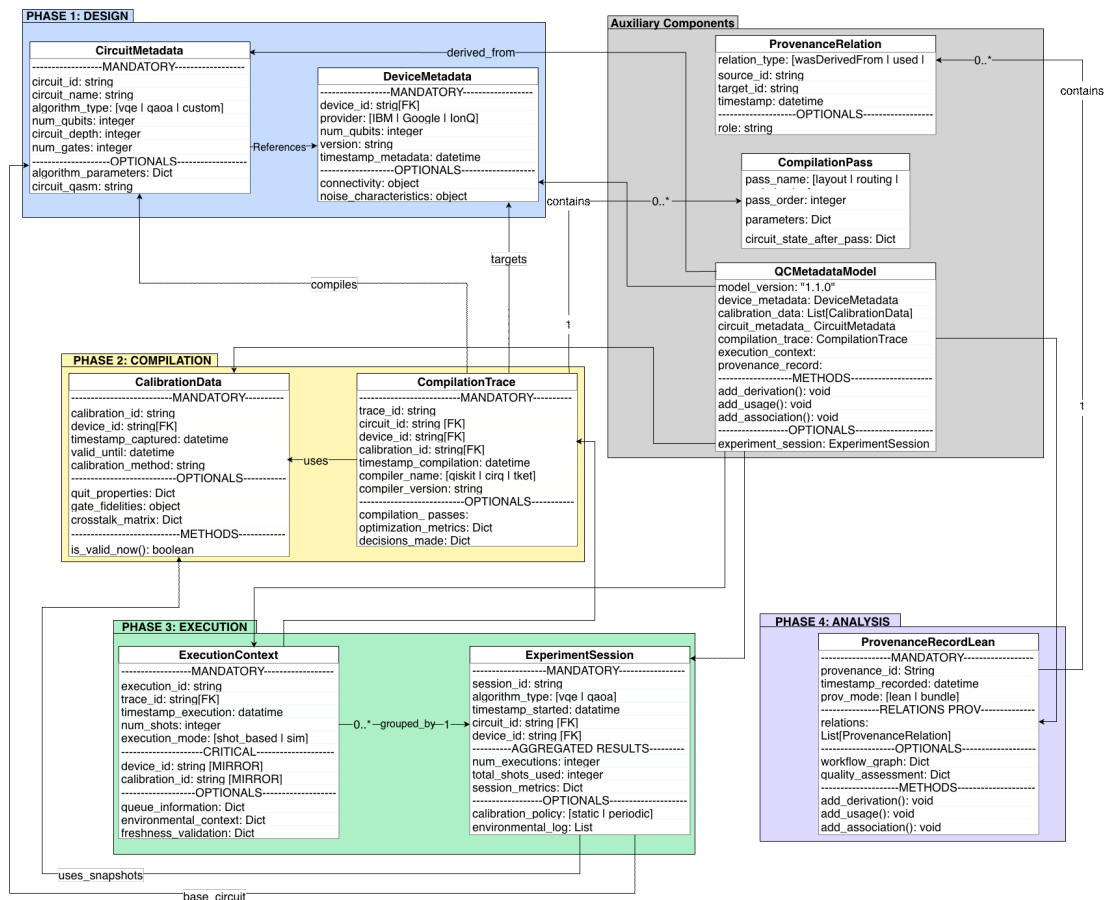 PHASE 1: DESIGN
CircuitMetadata
-----------------MANDATORY-----------------
circuit_id: string
circuit_name: string
algorithm_type: [vqe | qaoa | custom]
num_qubits: integer
circuit_depth: integer
num_gates: integer
-------------------OPTIONALS-------------------
algorithm_parameters: Dict
circuit_qasm: string
DeviceMetadata
-----------------MANDATORY-----------------
device_id: strig[FK]
provider: [IBM | Google | IonQ]
num_qubits: integer
version: string
timestamp_metadata: datetime
-------------------OPTIONALS-------------------
connectivity: object
noise_characteristics: object
References
derived_from
contains
0..*
targets
compiles
1
Auxiliary Components
ProvenanceRelation
relation_type: [wasDerivedFrom | used |
source_id: string
target_id: string
timestamp: datetime
-------------------OPTIONALS-------------------
role: string
0..*
contains
CompilationPass
pass_name: [layout | routing |
pass_order: integer
parameters: Dict
circuit_state_after_pass: Dict
QCMetadataModel
model_version: "1.1.0"
device_metadata: DeviceMetadata
calibration_data: List[CalibrationData]
circuit_metadata_ CircuitMetadata
compilation_trace: CompilationTrace
execution_context:
provenance_record:
------------------METHODS------------------
add_derivation(): void
add_usage(): void
add_association(): void
-------------------OPTIONALS-------------------
experiment_session: ExperimentSession
PHASE 2: COMPILATION
CalibrationData
-----------------MANDATORY-----------------
calibration_id: string
device_id: string[FK]
timestamp_captured: datetime
valid_until: datetime
calibration_method: string
-------------------OPTIONALS-------------------
quit_properties: Dict
gate_fidelities: object
crosstalk_matrix: Dict
------------------METHODS------------------
is_valid_now(): boolean
uses
CompilationTrace
-----------------MANDATORY-----------------
trace_id: string
circuit_id: string [FK]
device_id: string[FK]
calibration_id: string[FK]
timestamp_compilation: datetime
compiler_name: [qiskit | cirq | tket]
compiler_version: string
-------------------OPTIONALS-------------------
compilation_ passes:
optimization_metrics: Dict
decisions_made: Dict
PHASE 3: EXECUTION
ExecutionContext
-----------------MANDATORY-----------------
execution_id: string
trace_id: string[FK]
timestamp_execution: datatime
num_shots: integer
execution_mode: [shot_based | sim]
-------------------CRITICAL-------------------
device_id: string [MIRROR]
calibration_id: string [MIRROR]
-------------------OPTIONALS-------------------
queue_information: Dict
environmental_context: Dict
freshness_validation: Dict
0..* grouped_by 1
ExperimentSession
-----------------MANDATORY-----------------
session_id: string
algorithm_type: [vqe | qaoa]
timestamp_started: datatime
circuit_id: string [FK]
device_id: string [FK]
---------AGGREGATED RESULTS---------
num_executions: integer
total_shots_used: integer
session_metrics: Dict
-------------------OPTIONALS-------------------
calibration_policy: [static | periodic]
environmental_log: List
uses_snapshots
base_circuit
PHASE 4: ANALYSIS
ProvenanceRecordLean
-----------------MANDATORY-----------------
provenance_id: String
timestamp_recorded: datetime
prov_mode: [lean | bundle]
-------------RELATIONS PROV-------------
relations:
List[ProvenanceRelation]
-------------------OPTIONALS-------------------
workflow_graph: Dict
quality_assessment: Dict
------------------METHODS------------------
add_derivation(): void
add_usage(): void
add_association(): void